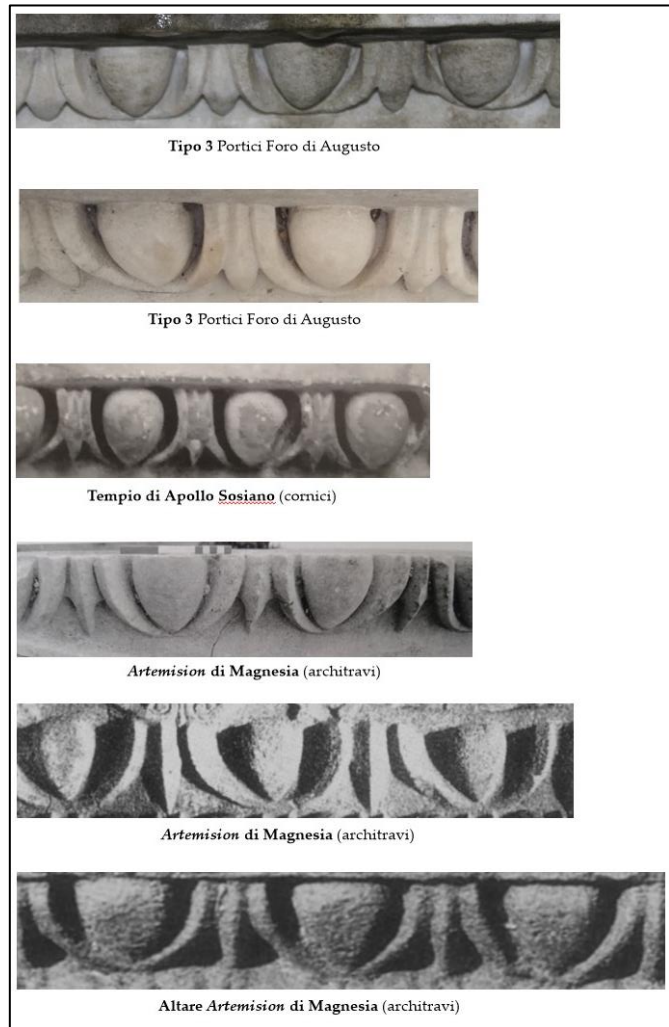 Tipo 3 Portici Foro di Augusto
Tipo 3 Portici Foro di Augusto
Tempio di Apollo Sosiano (cornici)
Artemision di Magnesia (architravi)
Artemision di Magnesia (architravi)
Altare Artemision di Magnesia (architravi)